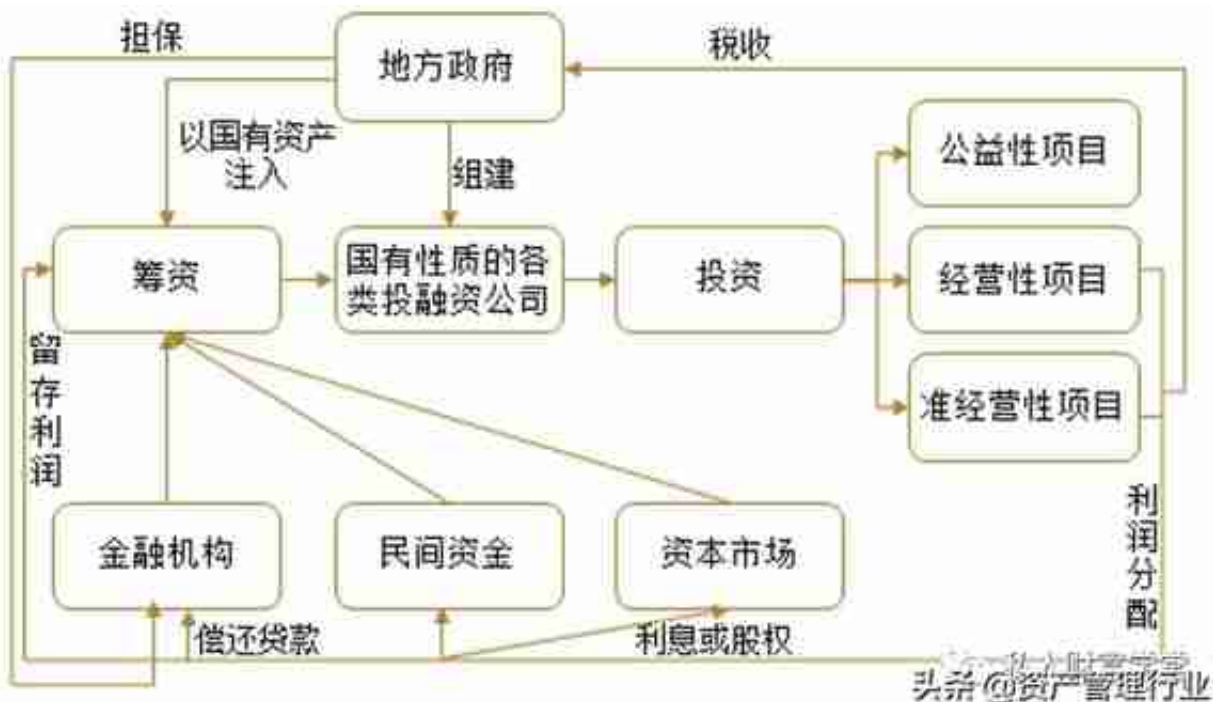 担保
地方政府
税收
以国有资产
注入
组建
公益性项目
筹资
国有性质的各
类投融资公司
投资
经营性项目
准经营性项目
留存利润
金融机构
民间资金
资本市场
利润分配
偿还贷款
利息或股权
头条 @资产管理行业